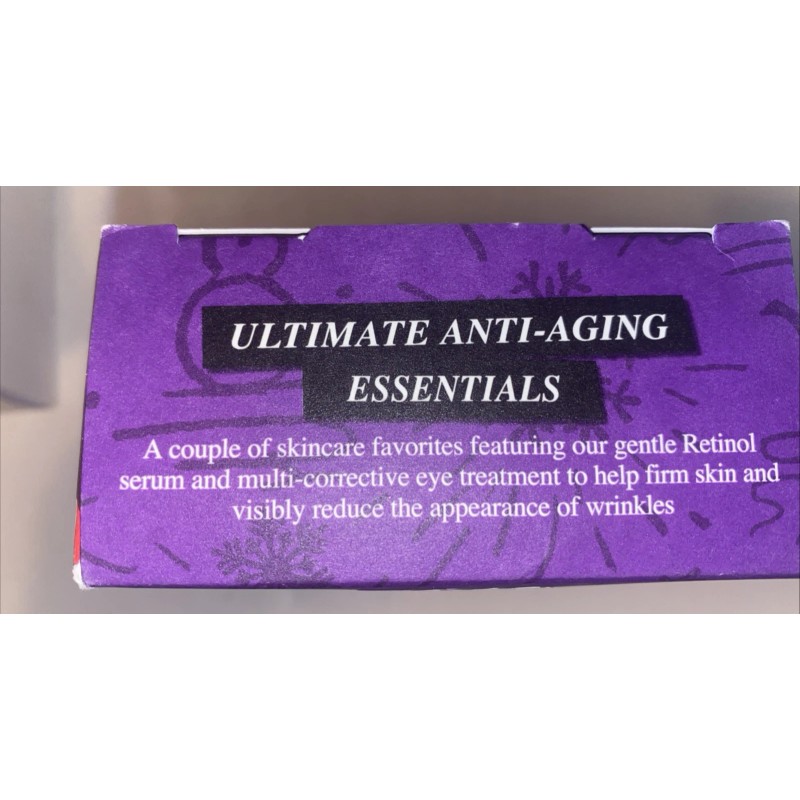 ULTIMATE ANTI-AGING
ESSENTIALS
A couple of skincare favorites featuring our gentle Retinol
serum and multi-corrective eye treatment to help firm skin and
visibly reduce the appearance of wrinkles